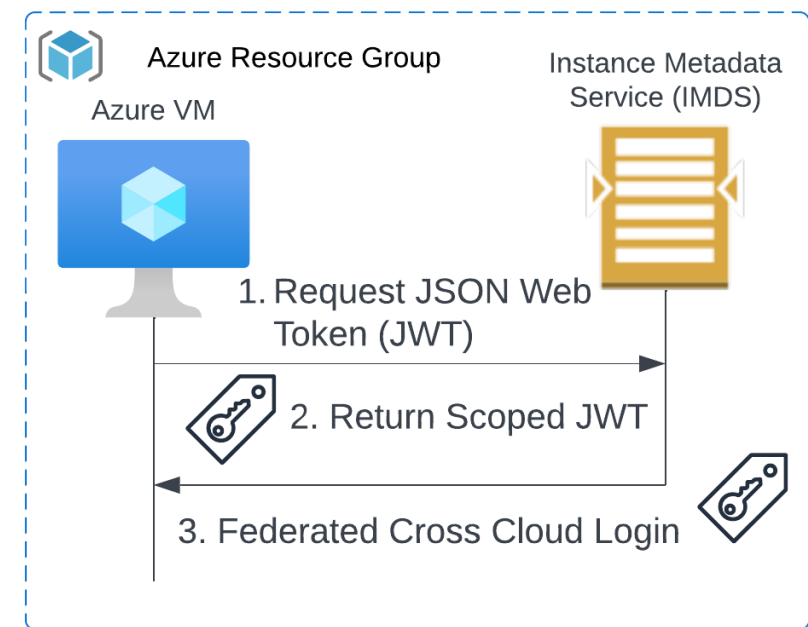 Azure Resource Group
Instance Metadata
Service (IMDS)
Azure VM
1. Request JSON Web
Token (JWT)
2. Return Scoped JWT
3. Federated Cross Cloud Login